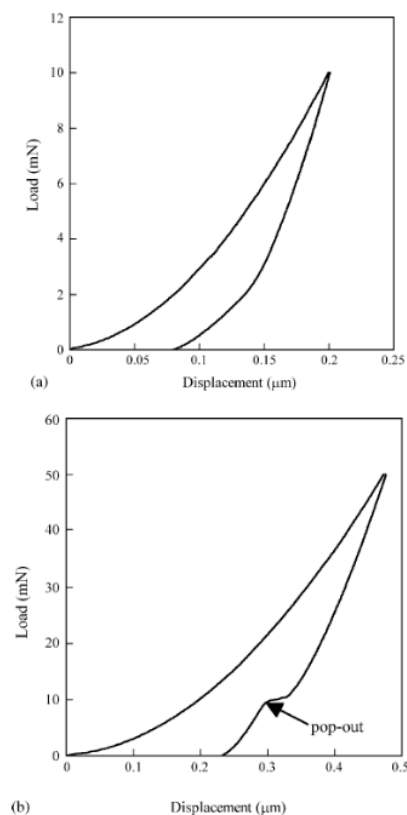 12
10
8
6
4
2
0
Load (mN)
0 0.05 0.1 0.15 0.2 0.25
(a) Displacement (μm)
60
50
40
30
20
10
0
Load (mN)
pop-out
0 0.1 0.2 0.3 0.4 0.5
(b) Displacement (μm)